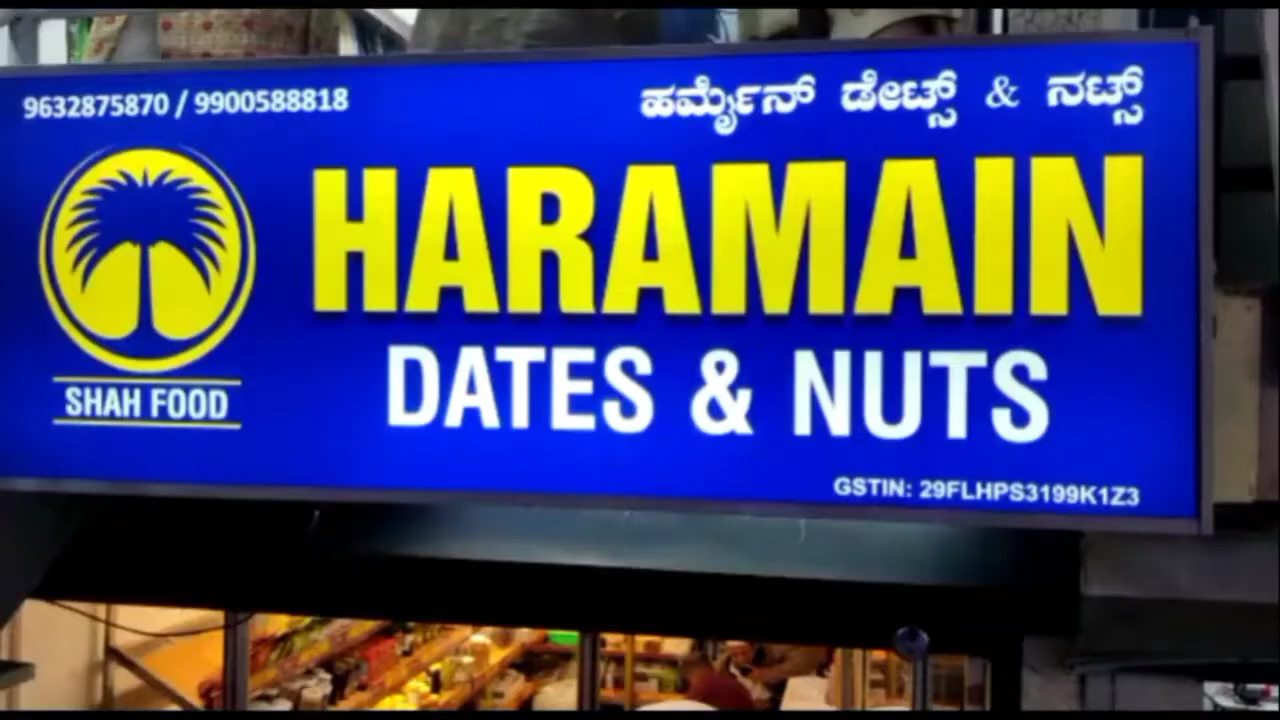 9632875870 / 9900588818
ಹರ್ಮೈನ್ ಡೇಟ್ಸ್ & ನಟ್ಸ್
HARAMAIN
DATES & NUTS
SHAH FOOD
GSTIN: 29FLHPS3199K1Z3